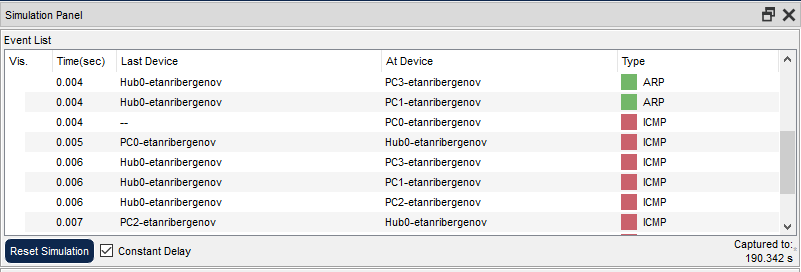 Simulation Panel
Event List
Vis. Time(sec) Last Device At Device Type
0.004 Hub0-etanribergenov PC3-etanribergenov ARP
0.004 Hub0-etanribergenov PC1-etanribergenov ARP
0.004 -- PC0-etanribergenov ICMP
0.005 PC0-etanribergenov Hub0-etanribergenov ICMP
0.006 Hub0-etanribergenov PC3-etanribergenov ICMP
0.006 Hub0-etanribergenov PC1-etanribergenov ICMP
0.006 Hub0-etanribergenov PC2-etanribergenov ICMP
0.007 PC2-etanribergenov Hub0-etanribergenov ICMP
Reset Simulation Constant Delay Captured to:
190.342 s